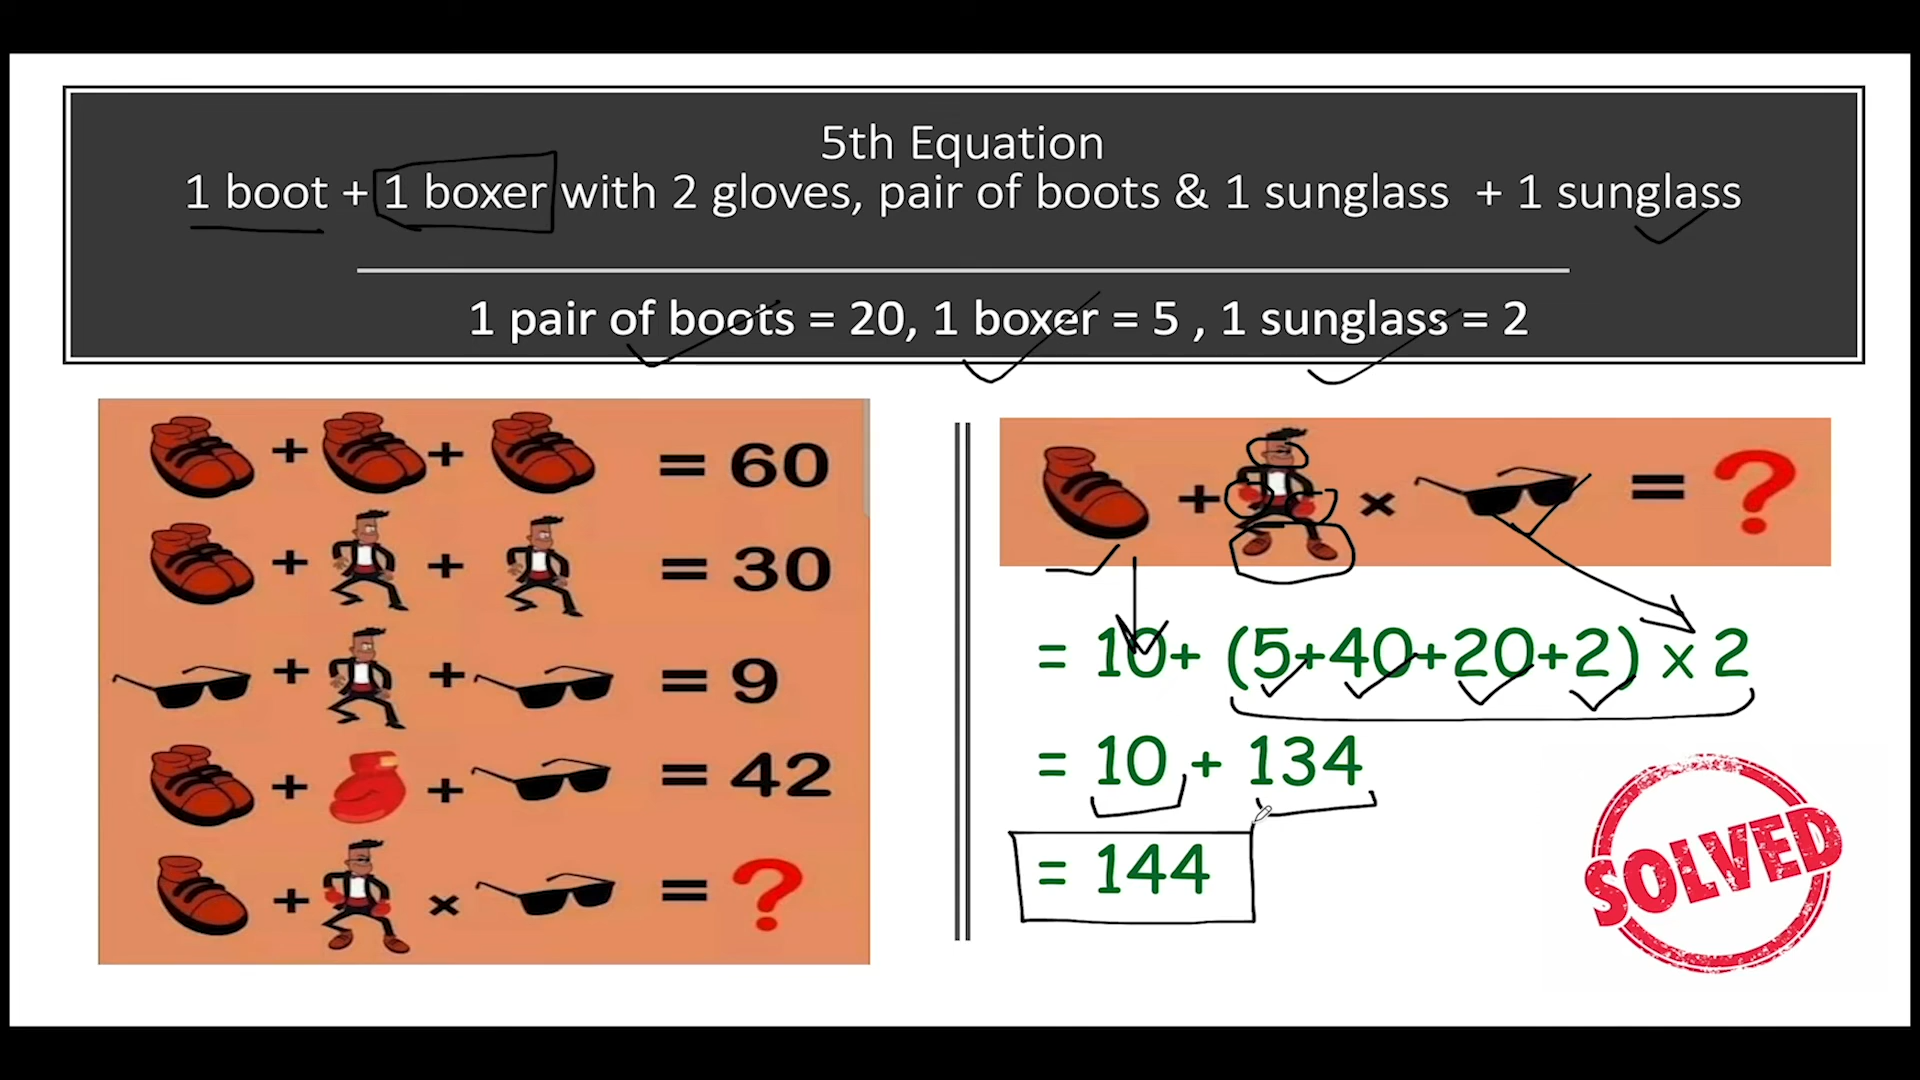 5th Equation
1 boot + 1 boxer with 2 gloves, pair of boots & 1 sunglass + 1 sunglass
1 pair of boots = 20, 1 boxer = 5 , 1 sunglass = 2
+ + = 60
+ + = 30
+ + = 9
+ + = 42
+ × = ?
+ × = ?
= 10+ (5+40+20+2) x 2
= 10 + 134
= 144
SOLVED